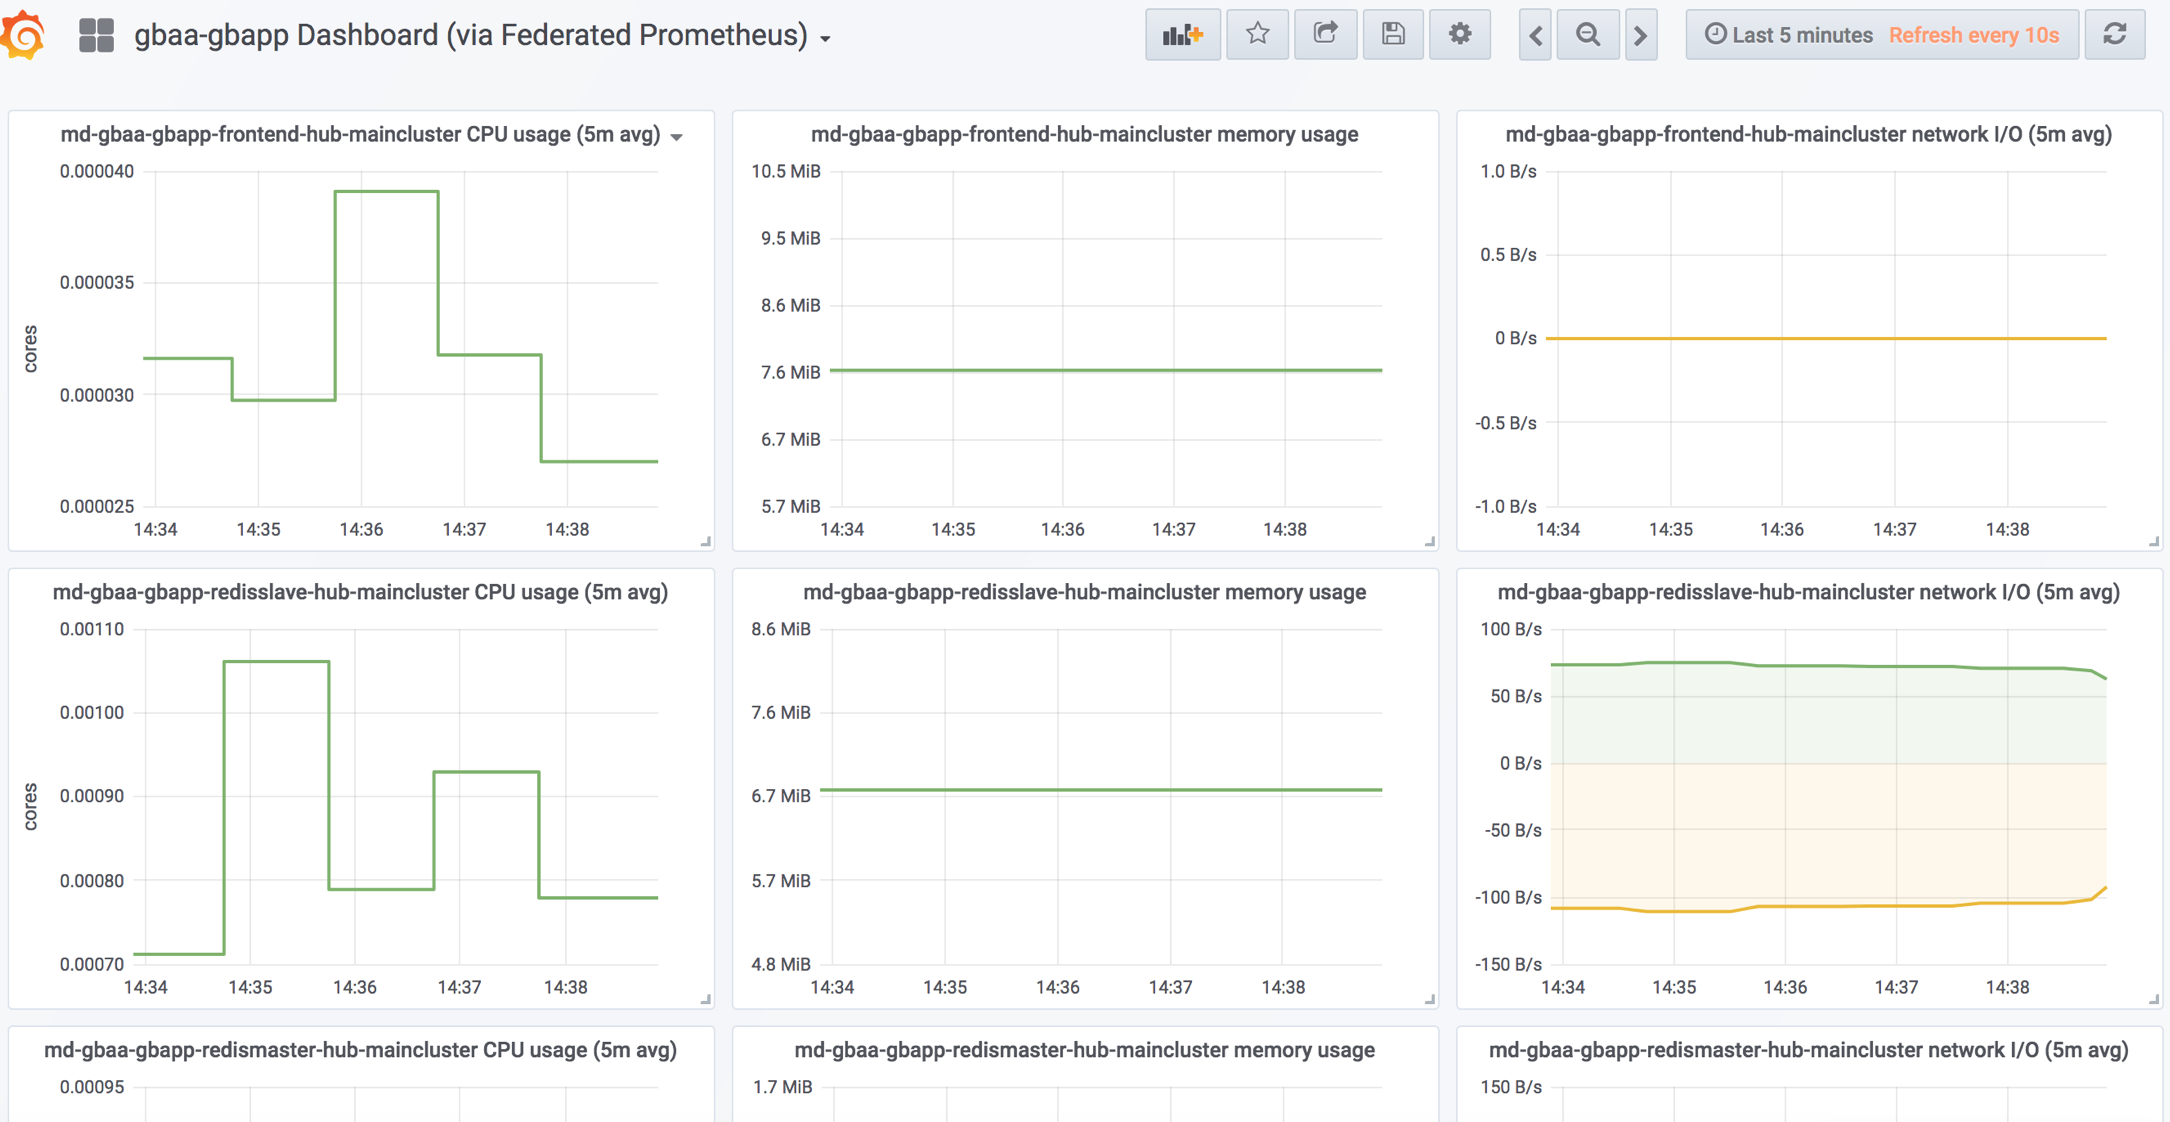 gbaa-gbapp Dashboard (via Federated Prometheus)
Last 5 minutes Refresh every 10s
md-gbaa-gbapp-frontend-hub-maincluster CPU usage (5m avg)
0.000040
0.000035
0.000030
0.000025
cores
14:34 14:35 14:36 14:37 14:38
md-gbaa-gbapp-frontend-hub-maincluster memory usage
10.5 MiB
9.5 MiB
8.6 MiB
7.6 MiB
6.7 MiB
5.7 MiB
14:34 14:35 14:36 14:37 14:38
md-gbaa-gbapp-frontend-hub-maincluster network I/O (5m avg)
1.0 B/s
0.5 B/s
0 B/s
-0.5 B/s
-1.0 B/s
14:34 14:35 14:36 14:37 14:38
md-gbaa-gbapp-redisslave-hub-maincluster CPU usage (5m avg)
0.00110
0.00100
0.00090
0.00080
0.00070
cores
14:34 14:35 14:36 14:37 14:38
md-gbaa-gbapp-redisslave-hub-maincluster memory usage
8.6 MiB
7.6 MiB
6.7 MiB
5.7 MiB
4.8 MiB
14:34 14:35 14:36 14:37 14:38
md-gbaa-gbapp-redisslave-hub-maincluster network I/O (5m avg)
100 B/s
50 B/s
0 B/s
-50 B/s
-100 B/s
-150 B/s
14:34 14:35 14:36 14:37 14:38
md-gbaa-gbapp-redismaster-hub-maincluster CPU usage (5m avg)
0.00095
md-gbaa-gbapp-redismaster-hub-maincluster memory usage
1.7 MiB
md-gbaa-gbapp-redismaster-hub-maincluster network I/O (5m avg)
150 B/s